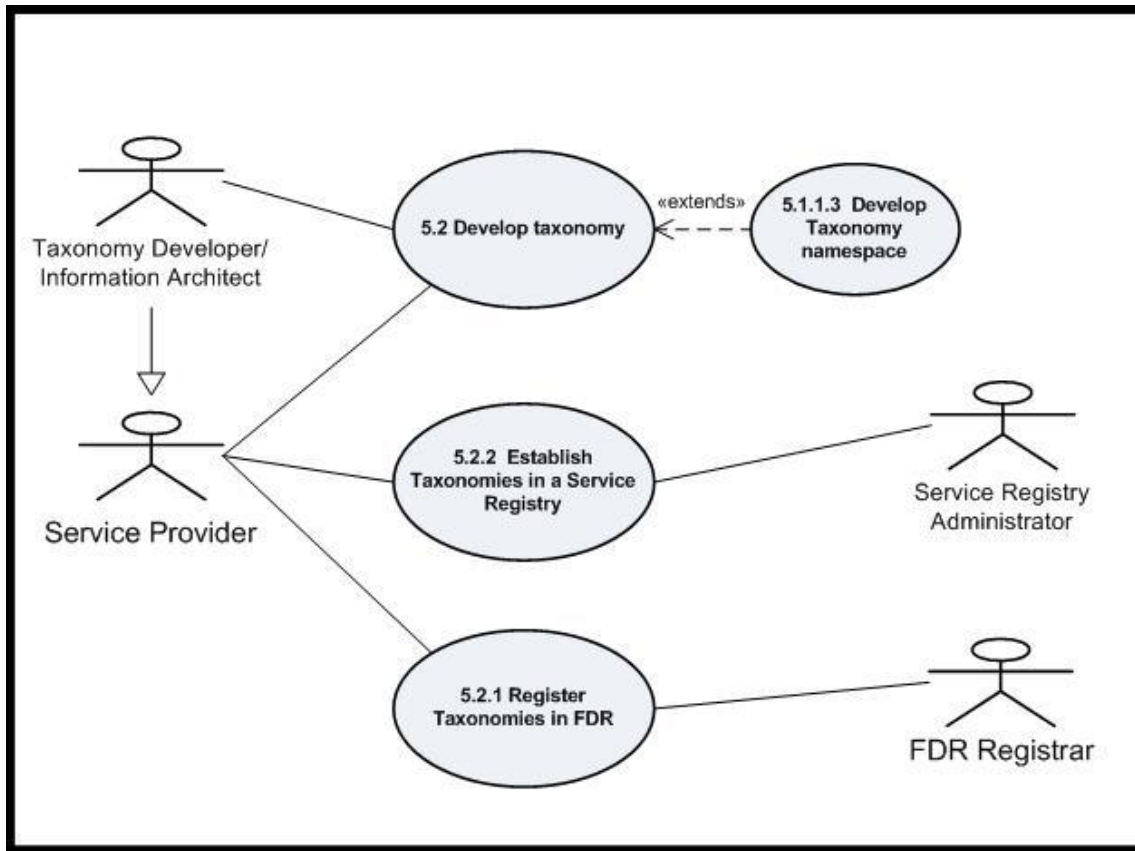 Taxonomy Developer/
Information Architect
5.2 Develop taxonomy
«extends»
5.1.1.3 Develop
Taxonomy
namespace
Service Provider
5.2.2 Establish
Taxonomies in a Service
Registry
Service Registry
Administrator
5.2.1 Register
Taxonomies in FDR
FDR Registrar